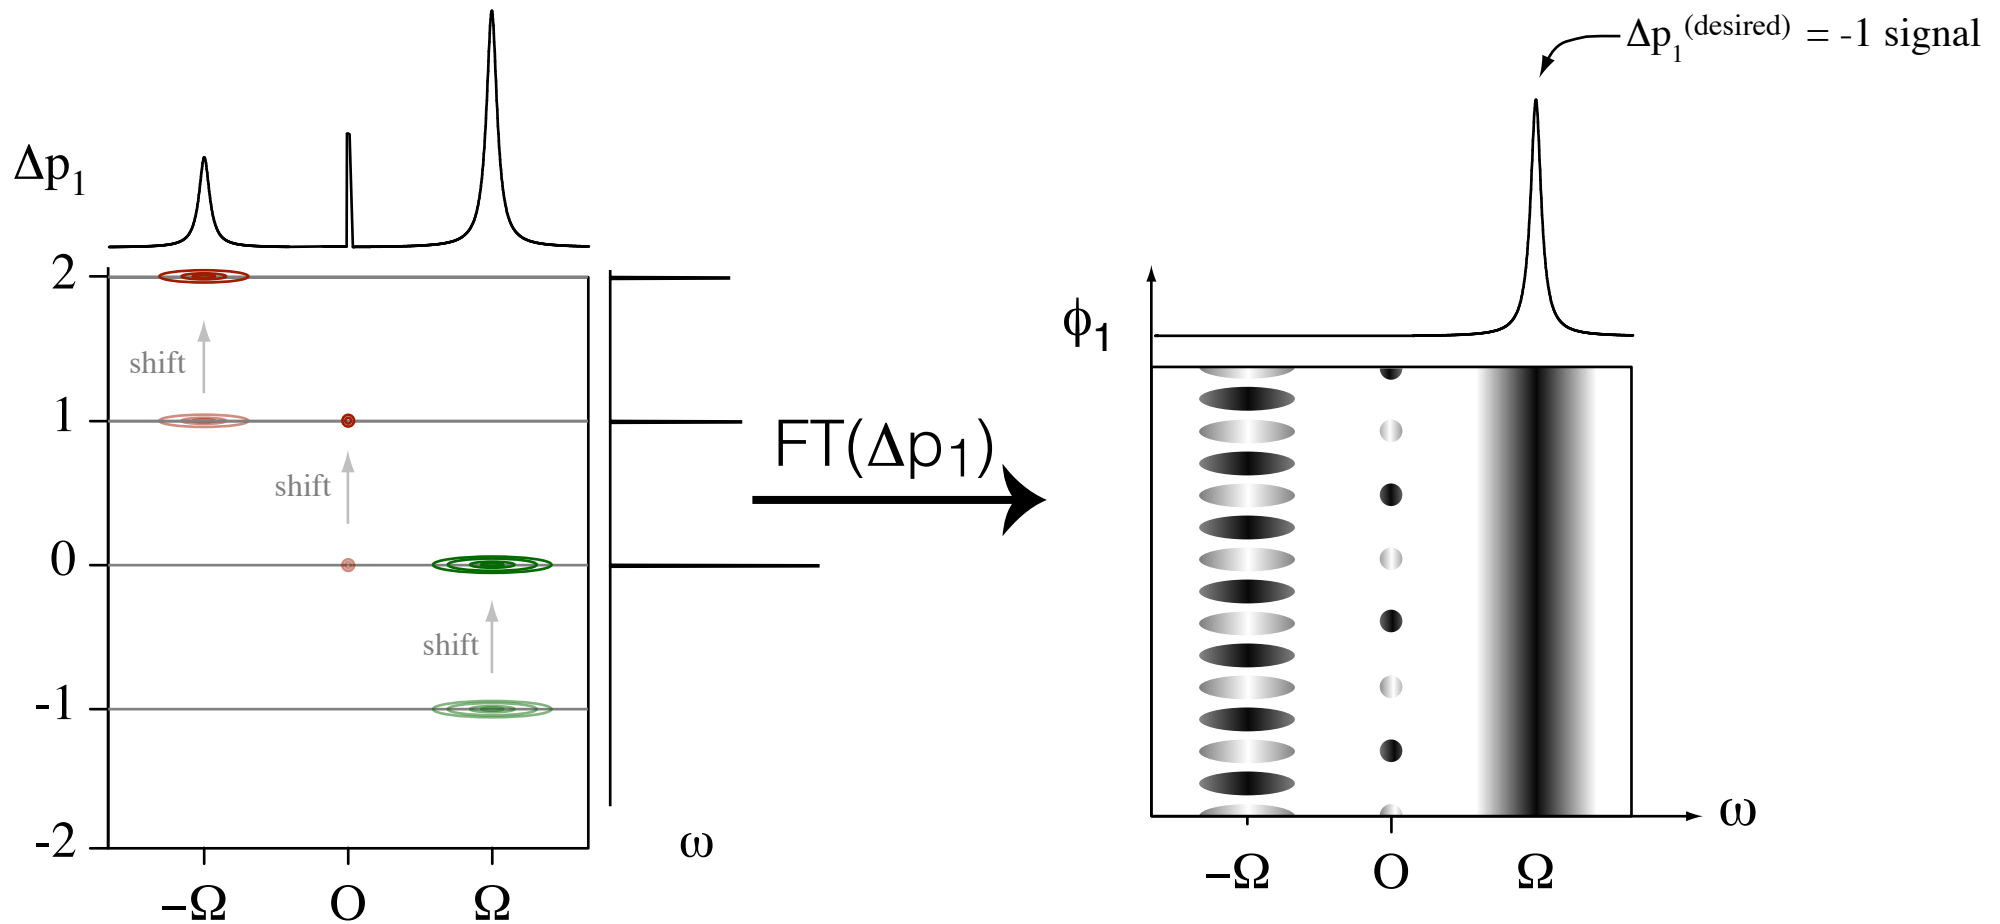 Δp₁⁽ᵈᵉˢⁱʳᵉᵈ⁾ = -1 signal
Δp₁
2
shift
1
shift
0
shift
-1
-2
−Ω O Ω
ω
FT(Δp₁)
ϕ₁
ω
−Ω O Ω